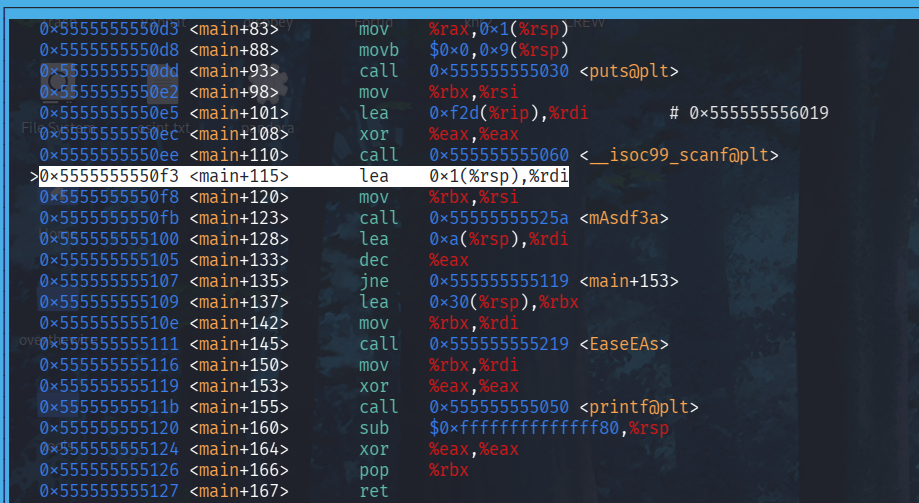 0×5555555550d3 <main+83> mov %rax,0×1(%rsp)
0×5555555550d8 <main+88> movb $0×0,0×9(%rsp)
0×5555555550dd <main+93> call 0×555555555030 <puts@plt>
0×5555555550e2 <main+98> mov %rbx,%rsi
0×5555555550e5 <main+101> lea 0×f2d(%rip),%rdi # 0×555555556019
0×5555555550ec <main+108> xor %eax,%eax
0×5555555550ee <main+110> call 0×555555555060 <__isoc99_scanf@plt>
>0×5555555550f3 <main+115> lea 0×1(%rsp),%rdi
0×5555555550f8 <main+120> mov %rbx,%rsi
0×5555555550fb <main+123> call 0×55555555525a <mAsdf3a>
0×555555555100 <main+128> lea 0×a(%rsp),%rdi
0×555555555105 <main+133> dec %eax
0×555555555107 <main+135> jne 0×555555555119 <main+153>
0×555555555109 <main+137> lea 0×30(%rsp),%rbx
0×55555555510e <main+142> mov %rbx,%rdi
0×555555555111 <main+145> call 0×555555555219 <EaseEAs>
0×555555555116 <main+150> mov %rbx,%rdi
0×555555555119 <main+153> xor %eax,%eax
0×55555555511b <main+155> call 0×555555555050 <printf@plt>
0×555555555120 <main+160> sub $0×ffffffffffffff80,%rsp
0×555555555124 <main+164> xor %eax,%eax
0×555555555126 <main+166> pop %rbx
0×555555555127 <main+167> ret